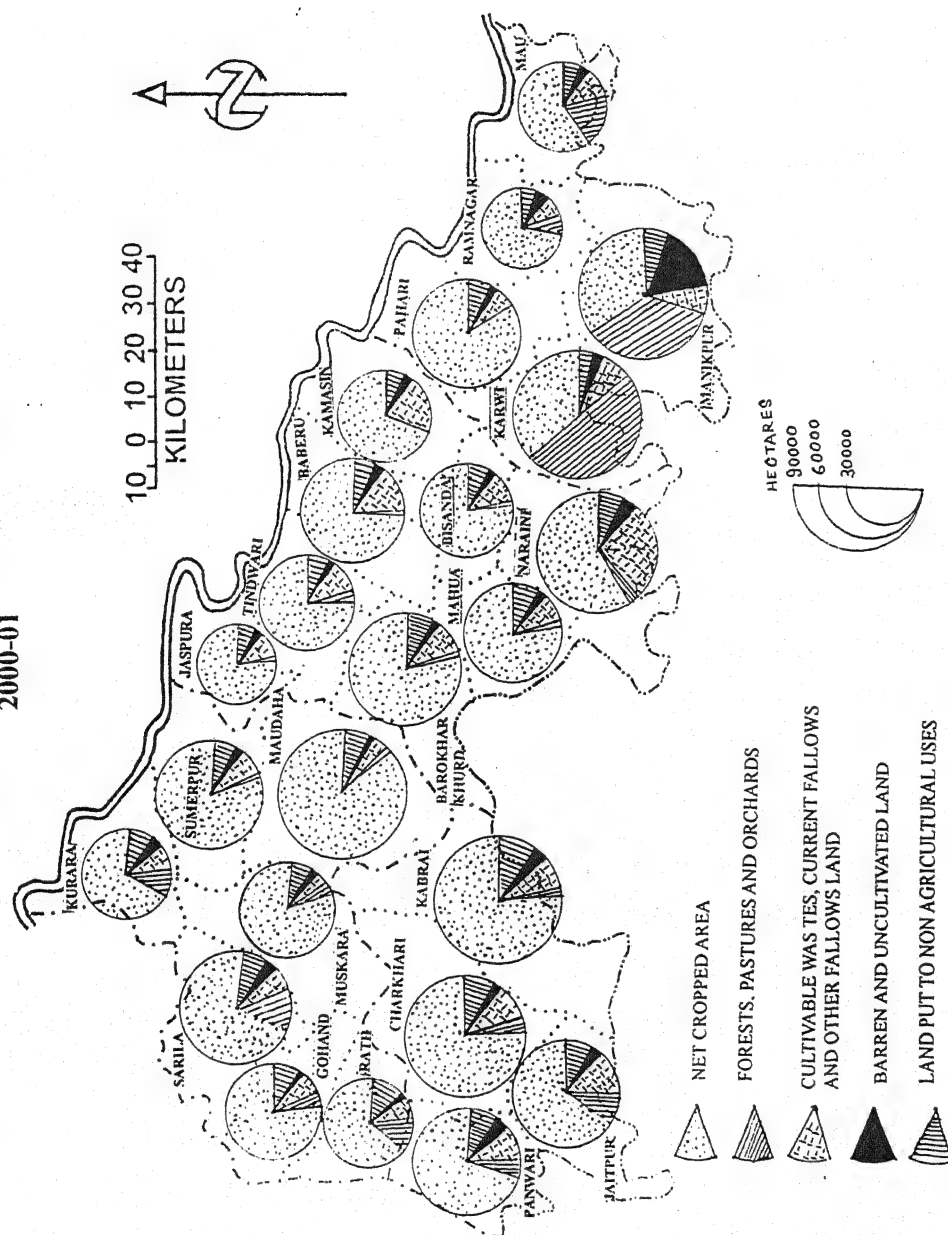 2000-01
10 0 10 20 30 40
KILOMETERS
KURARA
SUMERPUR
MAUDAHA
JASPURA
TINDWARI
BABERU
KAMASIN
PAHARI
RAMNAGAR
MAU
SARILA
GOHAND
MUSKARA
RATH
CHARKHARI
PANWARI
JAITPUR
KABRAI
BAROKHAR
KHURD
MAHUA
BISANDA
NARAINI
KARWI
MANIKPUR
HECTARES
90000
60000
30000
NET CROPPED AREA
FORESTS, PASTURES AND ORCHARDS
CULTIVABLE WAS TES, CURRENT FALLOWS
AND OTHER FALLOWS LAND
BARREN AND UNCULTIVATED LAND
LAND PUT TO NON AGRICULTURAL USES